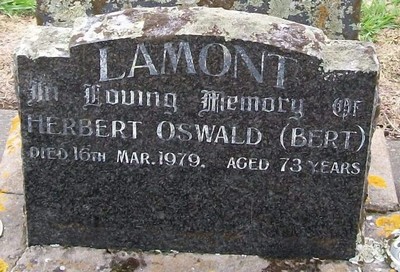 LAMONT
In Loving Memory Of
HERBERT OSWALD (BERT)
DIED 16TH MAR. 1979. AGED 73 YEARS